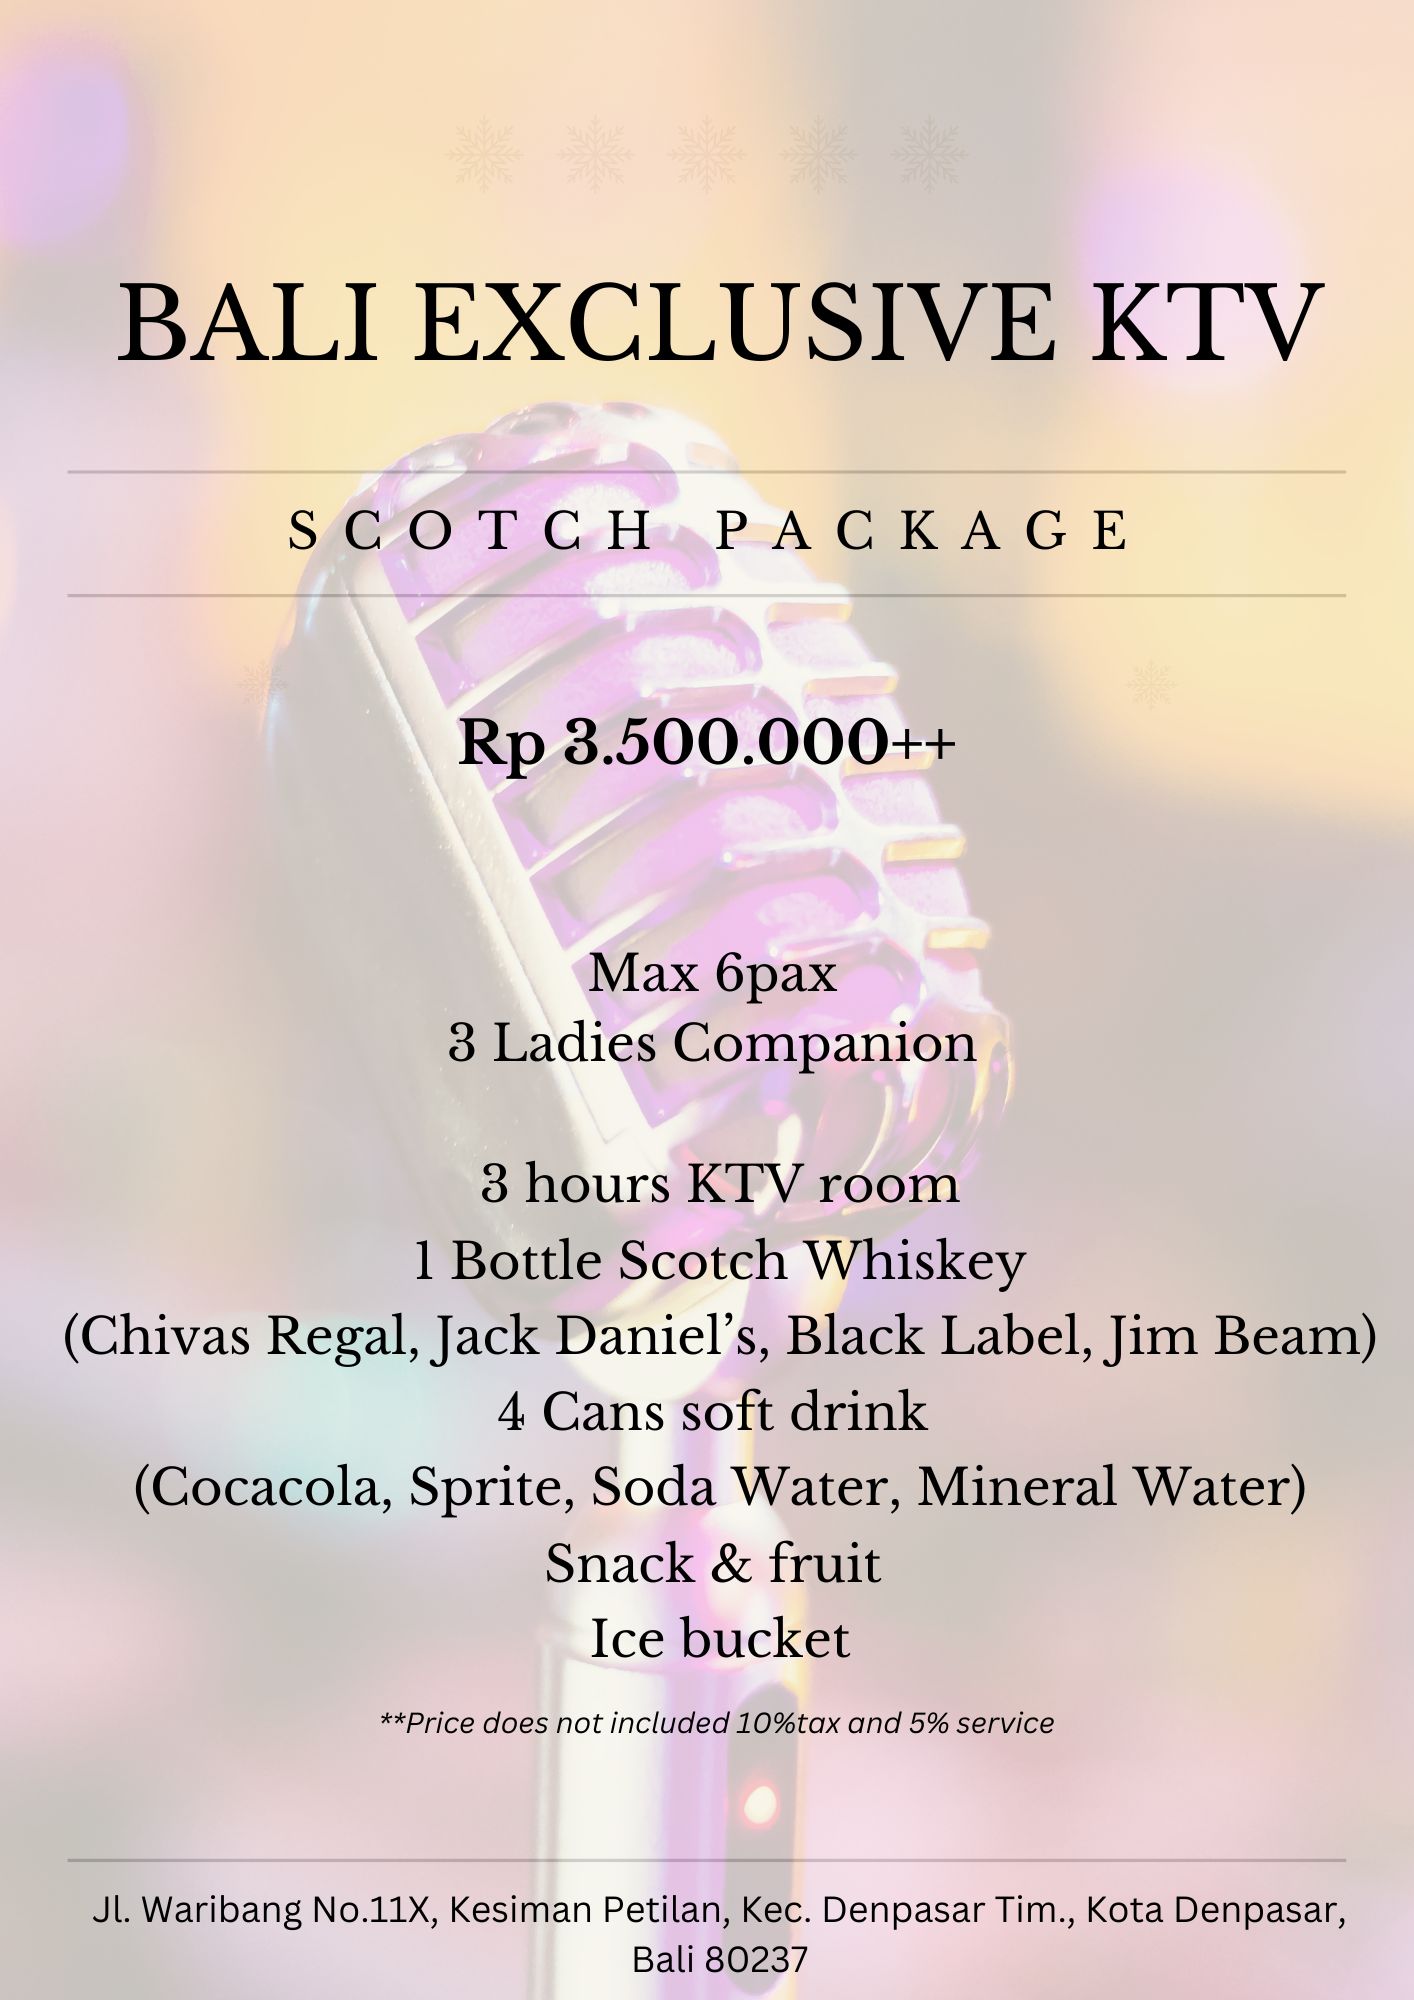 BALI EXCLUSIVE KTV
SCOTCH PACKAGE
Rp 3.500.000++
Max 6pax
3 Ladies Companion
3 hours KTV room
1 Bottle Scotch Whiskey
(Chivas Regal, Jack Daniel’s, Black Label, Jim Beam)
4 Cans soft drink
(Cocacola, Sprite, Soda Water, Mineral Water)
Snack & fruit
Ice bucket
**Price does not included 10%tax and 5% service
Jl. Waribang No.11X, Kesiman Petilan, Kec. Denpasar Tim., Kota Denpasar,
Bali 80237